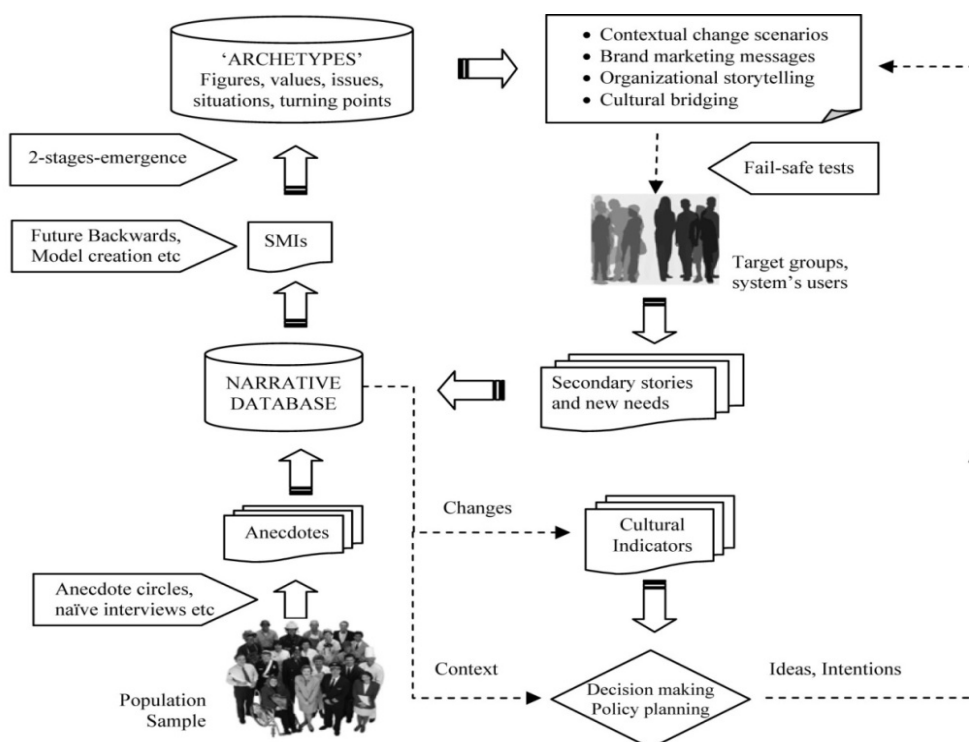 ‘ARCHETYPES’
Figures, values, issues,
situations, turning points
• Contextual change scenarios
• Brand marketing messages
• Organizational storytelling
• Cultural bridging
2-stages-emergence
Fail-safe tests
Future Backwards,
Model creation etc
SMIs
Target groups,
system’s users
NARRATIVE
DATABASE
Secondary stories
and new needs
Changes
Anecdotes
Cultural
Indicators
Anecdote circles,
naïve interviews etc
Context
Ideas, Intentions
Decision making
Policy planning
Population
Sample